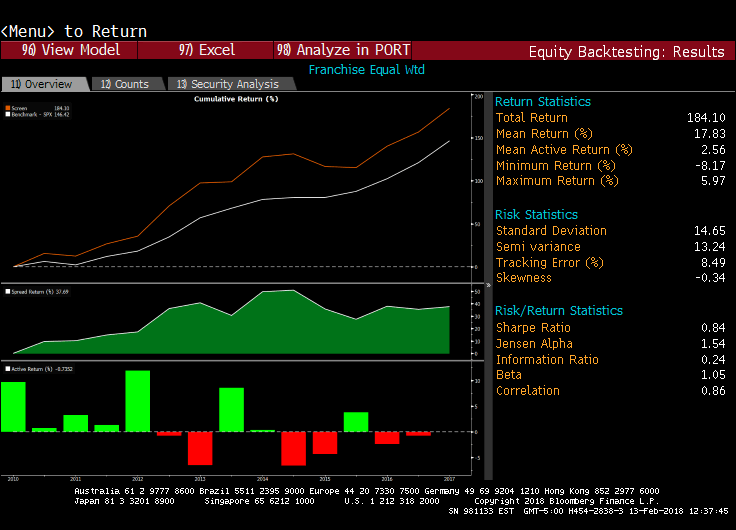 <Menu> to Return
96) View Model 97) Excel 98) Analyze in PORT Equity Backtesting: Results
Franchise Equal Wtd
11) Overview 12) Counts 13) Security Analysis
Cumulative Return (%)
Screen 184.10
Benchmark - SPX 146.42
200
150
100
50
0
Spread Return (%) 37.69
50
40
30
20
10
0
Active Return (%) -0.7352
10
5
0
-5
2010 2011 2012 2013 2014 2015 2016 2017
Return Statistics
Total Return 184.10
Mean Return (%) 17.83
Mean Active Return (%) 2.56
Minimum Return (%) -8.17
Maximum Return (%) 5.97
Risk Statistics
Standard Deviation 14.65
Semi variance 13.24
Tracking Error (%) 8.49
Skewness -0.34
Risk/Return Statistics
Sharpe Ratio 0.84
Jensen Alpha 1.54
Information Ratio 0.24
Beta 1.05
Correlation 0.86
Australia 61 2 9777 8600 Brazil 5511 2395 9000 Europe 44 20 7330 7500 Germany 49 69 9204 1210 Hong Kong 852 2977 6000
Japan 81 3 3201 8900 Singapore 65 6212 1000 U.S. 1 212 318 2000 Copyright 2018 Bloomberg Finance L.P.
SN 981133 EST GMT-5:00 H454-2838-3 13-Feb-2018 12:37:45